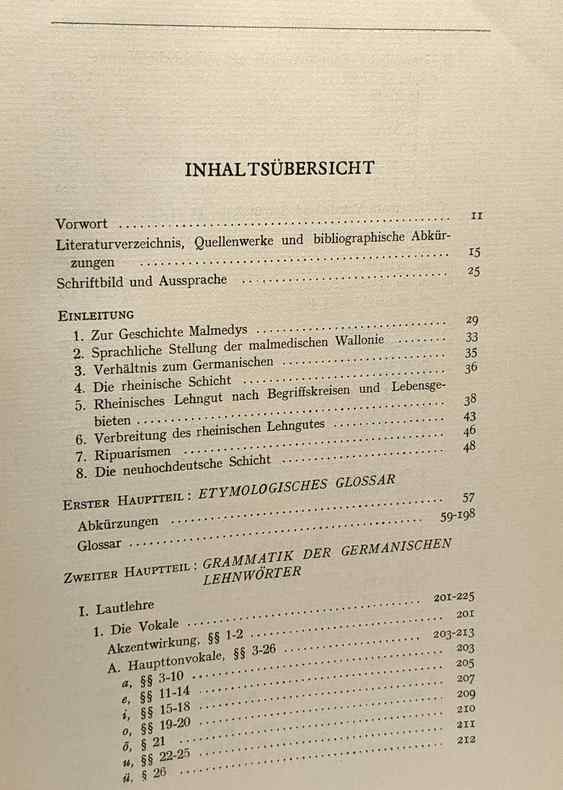 INHALTSÜBERSICHT
Vorwort .......... 11
Literaturverzeichnis, Quellenwerke und bibliographische Abkür-
zungen .......... 15
Schriftbild und Aussprache .......... 25
EINLEITUNG
1. Zur Geschichte Malmedys .......... 29
2. Sprachliche Stellung der malmedischen Wallonie .......... 33
3. Verhältnis zum Germanischen .......... 35
4. Die rheinische Schicht .......... 36
5. Rheinisches Lehngut nach Begriffskreisen und Lebensge-
bieten .......... 38
6. Verbreitung des rheinischen Lehngutes .......... 43
7. Ripuarismen .......... 46
8. Die neuhochdeutsche Schicht .......... 48
ERSTER HAUPTTEIL: ETYMOLOGISCHES GLOSSAR
Abkürzungen .......... 57
Glossar .......... 59-198
ZWEITER HAUPTTEIL: GRAMMATIK DER GERMANISCHEN
LEHNWÖRTER
I. Lautlehre
1. Die Vokale .......... 201-225
Akzentwirkung, §§ 1-2 .......... 201
A. Haupttonvokale, §§ 3-26 .......... 203-213
a, §§ 3-10 .......... 203
e, §§ 11-14 .......... 205
i, §§ 15-18 .......... 207
o, §§ 19-20 .......... 209
ö, § 21 .......... 210
u, §§ 22-25 .......... 211
ü, § 26 .......... 212